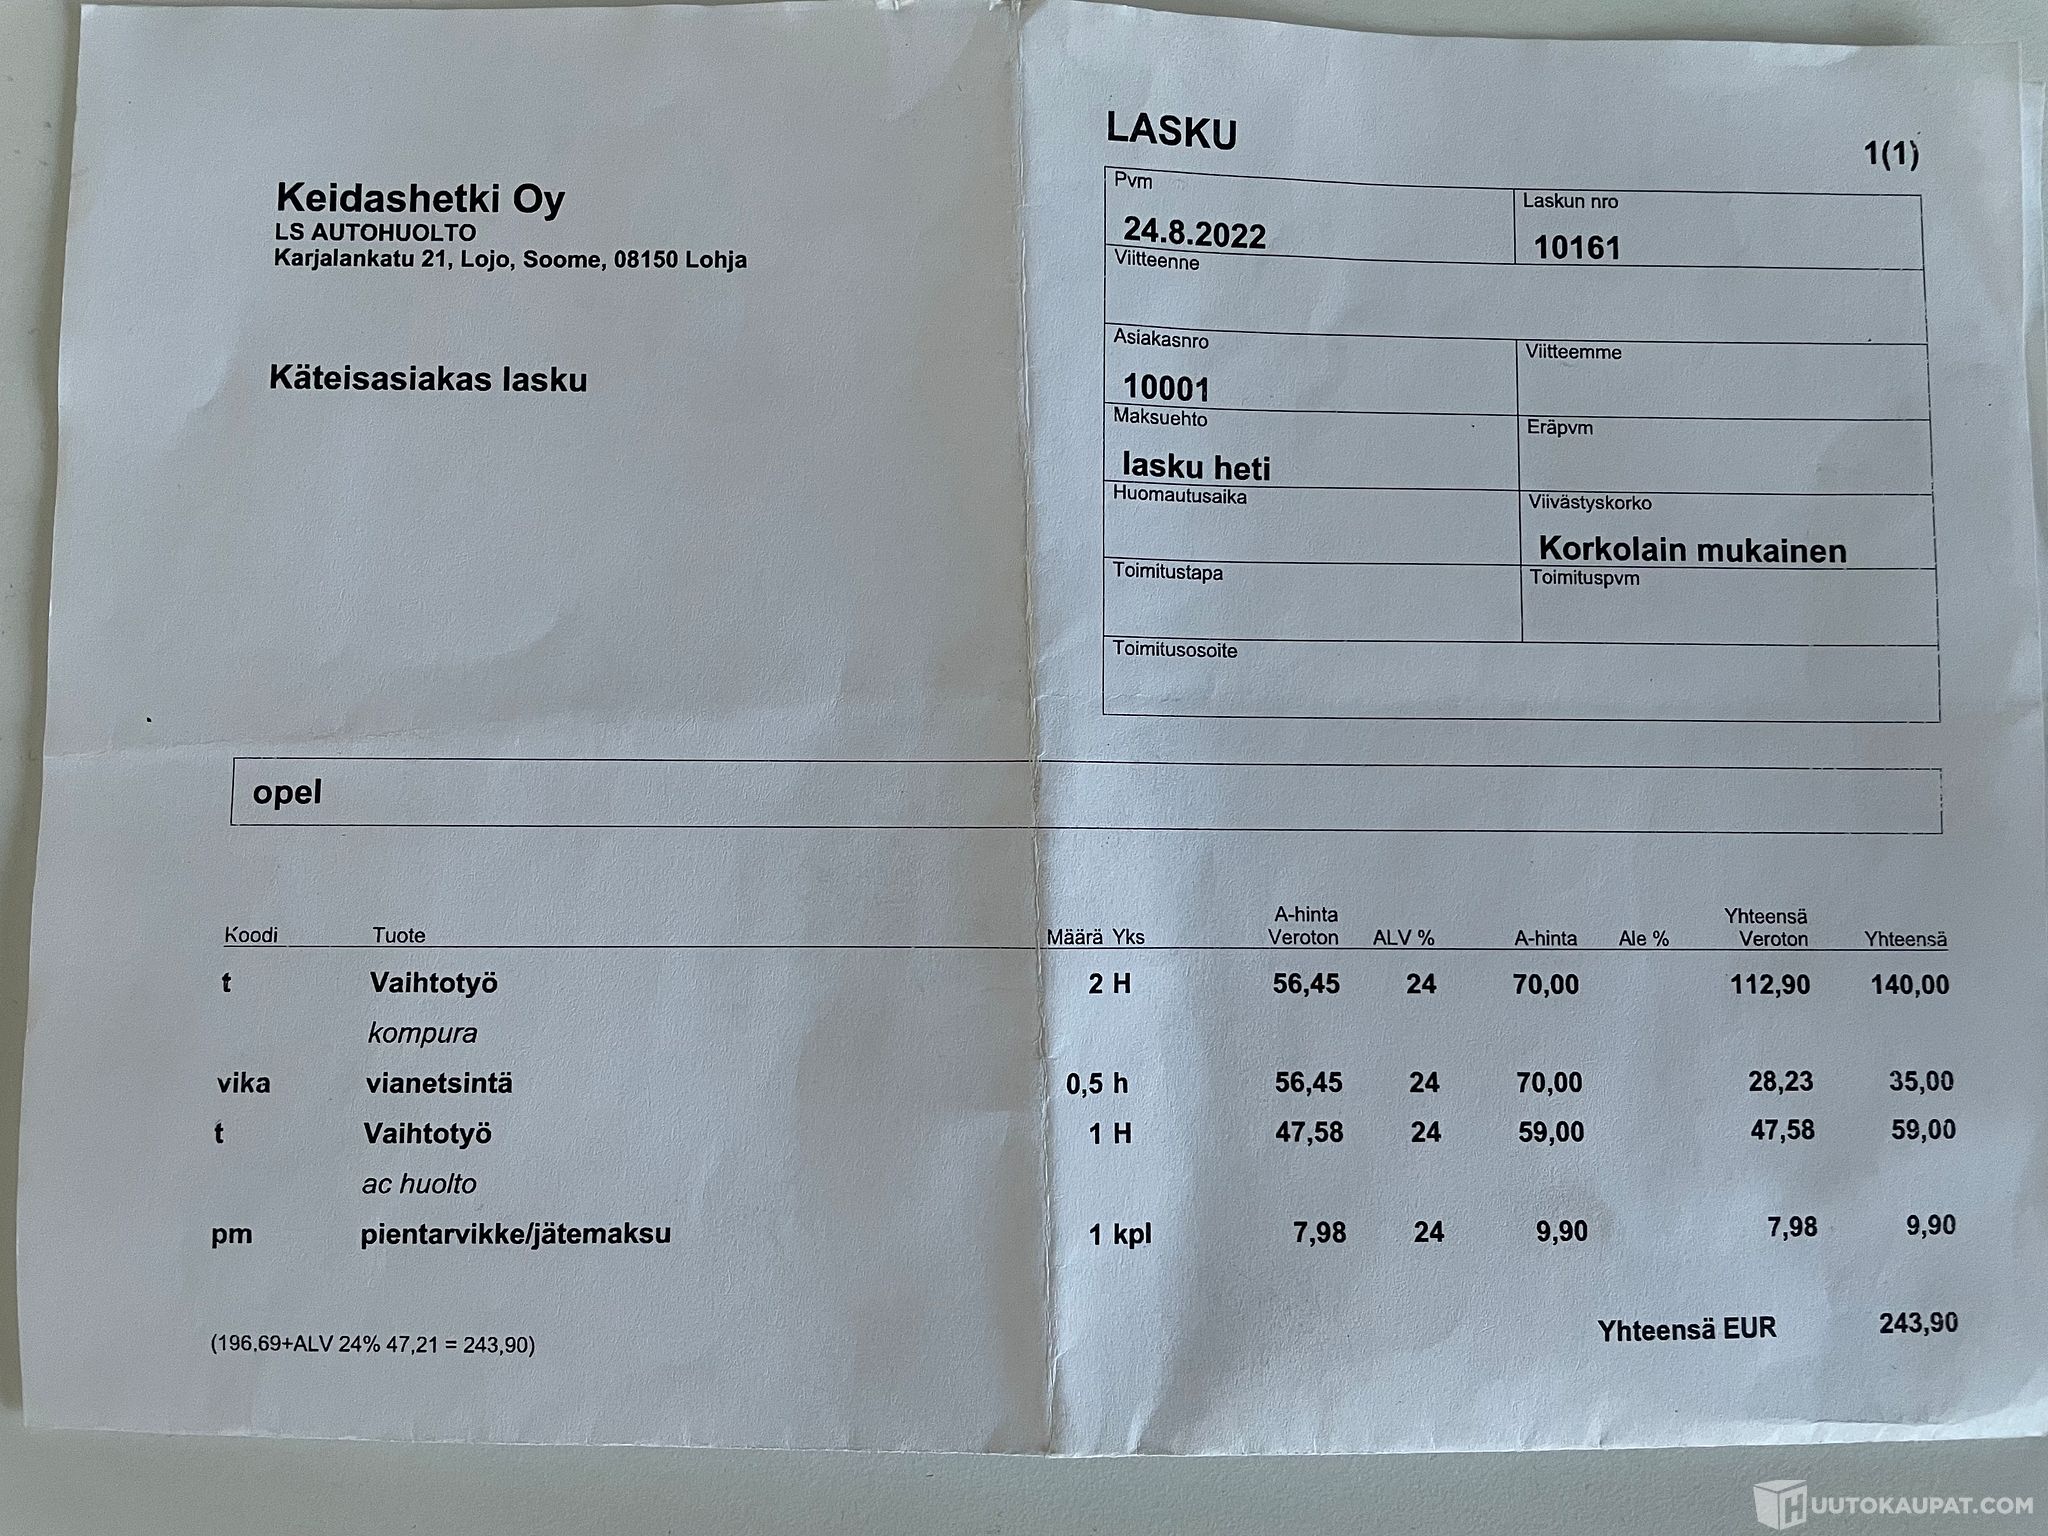 Keidashetki Oy
LS AUTOHUOLTO
Karjalankatu 21, Lojo, Soome, 08150 Lohja
Käteisasiakas lasku
LASKU
1(1)
Pvm
24.8.2022
Laskun nro
10161
Viitteenne
Asiakasnro
10001
Viitteemme
Maksuehto
lasku heti
Eräpvm
Huomautusaika
Viivästyskorko
Korkolain mukainen
Toimitustapa
Toimituspvm
Toimitusosoite
opel
Koodi Tuote Määrä Yks A-hinta Veroton ALV % A-hinta Ale % Yhteensä Veroton Yhteensä
t Vaihtotyö 2 H 56,45 24 70,00 112,90 140,00
kompura
vika vianetsintä 0,5 h 56,45 24 70,00 28,23 35,00
t Vaihtotyö 1 H 47,58 24 59,00 47,58 59,00
ac huolto
pm pientarvikke/jätemaksu 1 kpl 7,98 24 9,90 7,98 9,90
Yhteensä EUR 243,90
(196,69+ALV 24% 47,21 = 243,90)
HUUTOKAUPAT.COM